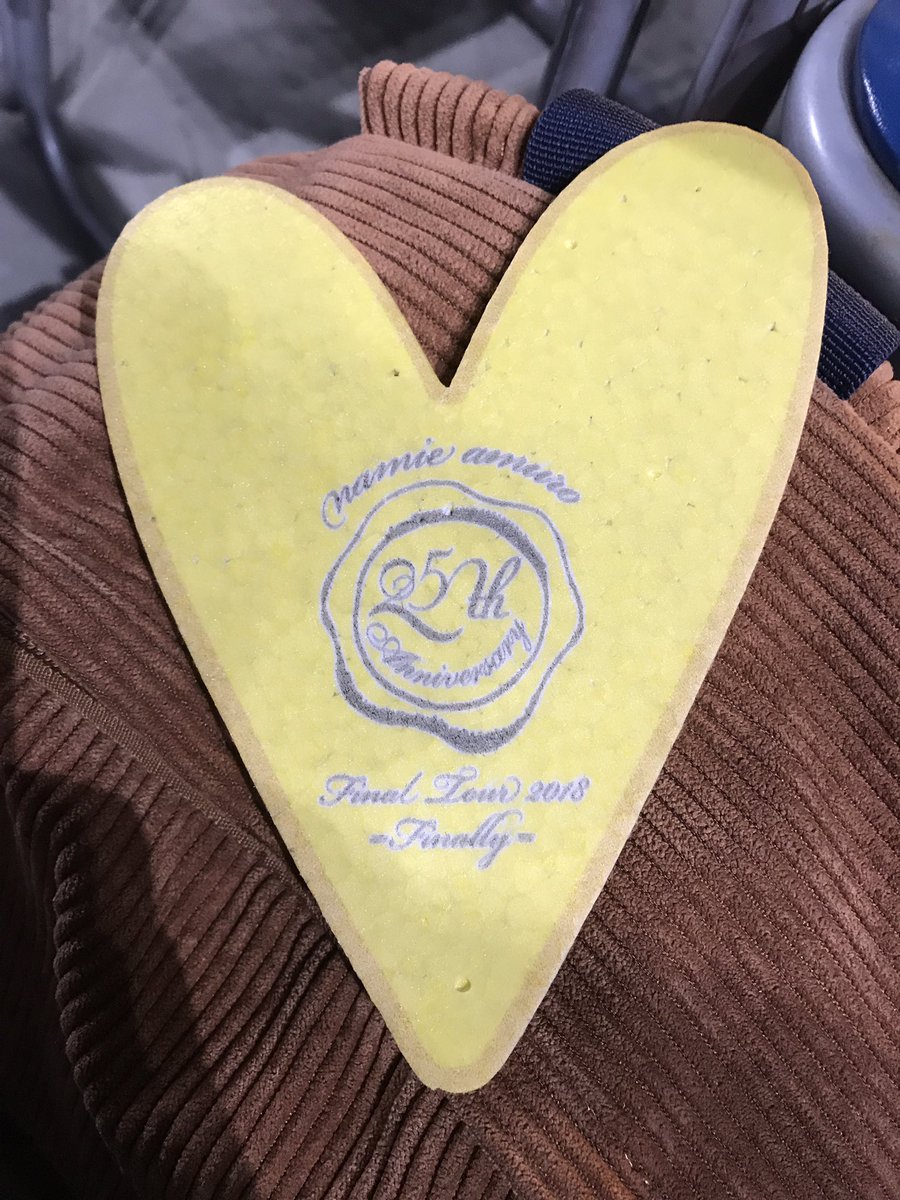 namie amuro
25th
Anniversary
Final Tour 2018
-Finally-